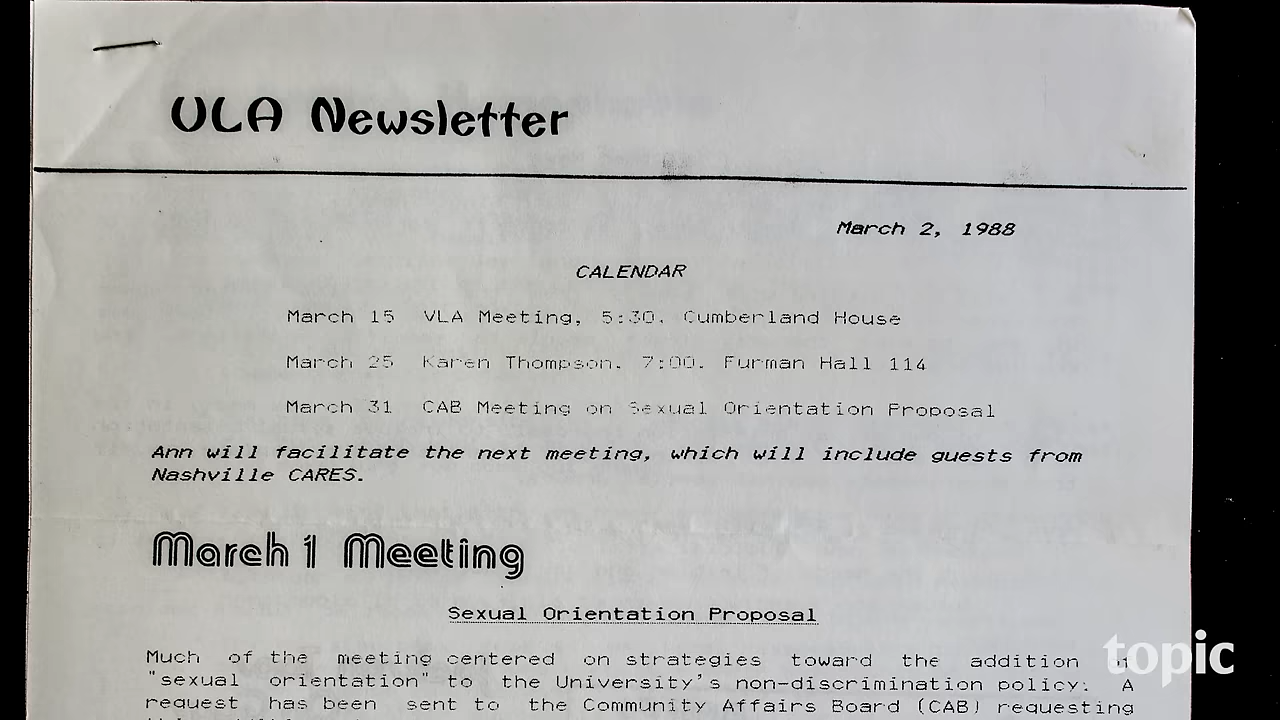 VLA Newsletter
March 2, 1988
CALENDAR
March 15 VLA Meeting, 5:30. Cumberland House
March 25 Karen Thompson. 7:00. Furman Hall 114
March 31 CAB Meeting on Sexual Orientation Proposal
Ann will facilitate the next meeting, which will include guests from
Nashville CARES.
March 1 Meeting
Sexual Orientation Proposal
Much of the meeting centered on strategies toward the addition
"sexual orientation" to the University's non-discrimination policy. A
request has been sent to the Community Affairs Board (CAB) requesting
topic